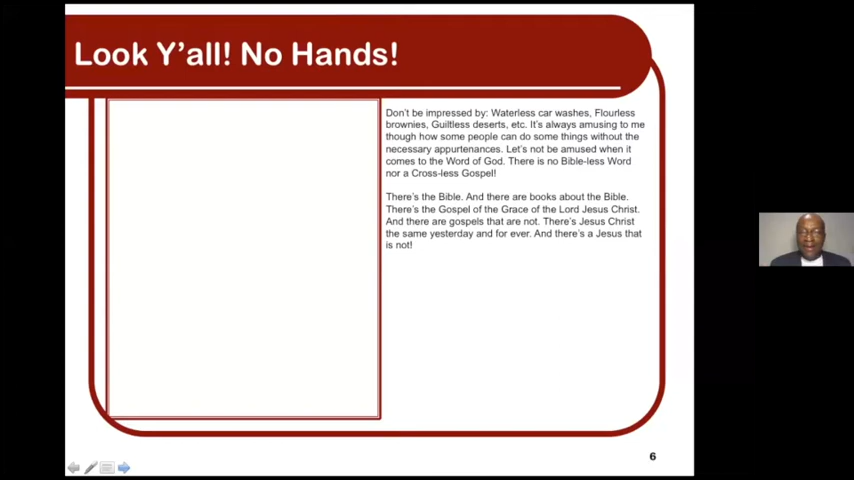 Look Y’all! No Hands!
Don’t be impressed by: Waterless car washes, Flourless
brownies, Guiltless deserts, etc. It’s always amusing to me
though how some people can do some things without the
necessary appurtenances. Let’s not be amused when it
comes to the Word of God. There is no Bible-less Word
nor a Cross-less Gospel!
There’s the Bible. And there are books about the Bible.
There’s the Gospel of the Grace of the Lord Jesus Christ.
And there are gospels that are not. There’s Jesus Christ
the same yesterday and for ever. And there’s a Jesus that
is not!
6